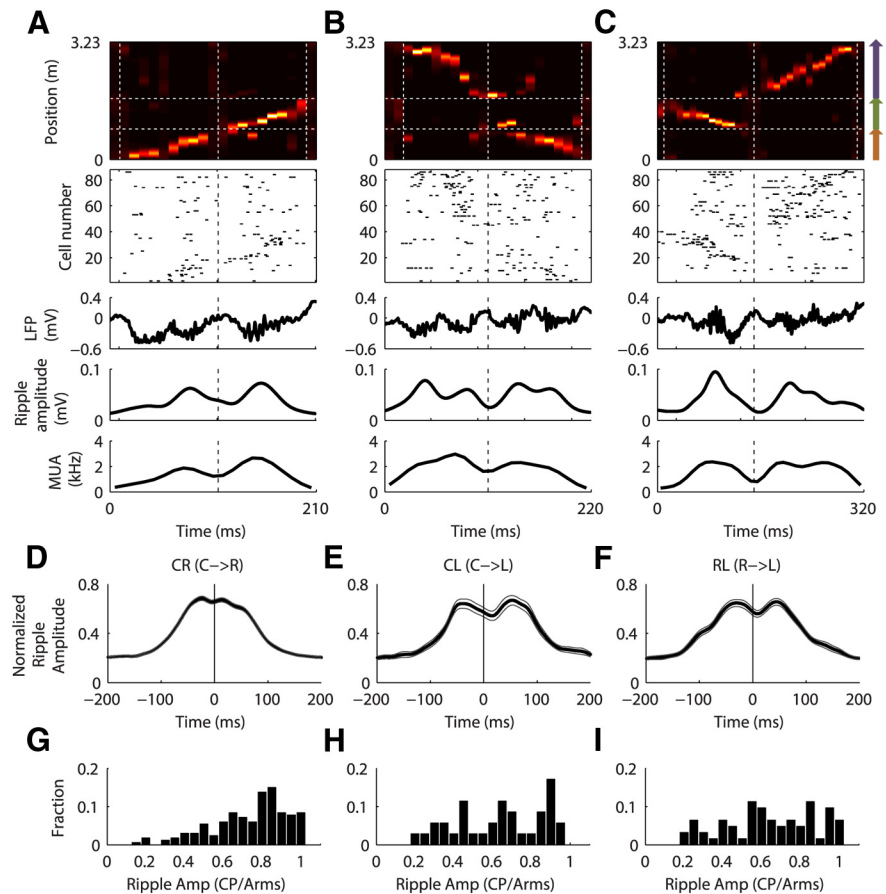 A B C
3.23 3.23 3.23
Position (m)
0 0 0
80 80 80
60 60 60
40 40 40
20 20 20
Cell number
0.4 0.4 0.4
0 0 0
−0.6 −0.6 −0.6
LFP
(mV)
0.1 0.1 0.1
0 0 0
Ripple
amplitude
(mV)
4 4 4
2 2 2
0 0 0
MUA
(kHz)
0 210 0 220 0 320
Time (ms) Time (ms) Time (ms)
D E F
CR (C−>R) CL (C−>L) RL (R−>L)
0.8 0.8 0.8
0.4 0.4 0.4
0 0 0
Normalized
Ripple
Amplitude
−200 −100 0 100 200 −200 −100 0 100 200 −200 −100 0 100 200
Time (ms) Time (ms) Time (ms)
G H I
0.2 0.2 0.2
0.1 0.1 0.1
0 0 0
Fraction
0 0.2 0.4 0.6 0.8 1 0 0.2 0.4 0.6 0.8 1 0 0.2 0.4 0.6 0.8 1
Ripple Amp (CP/Arms) Ripple Amp (CP/Arms) Ripple Amp (CP/Arms)